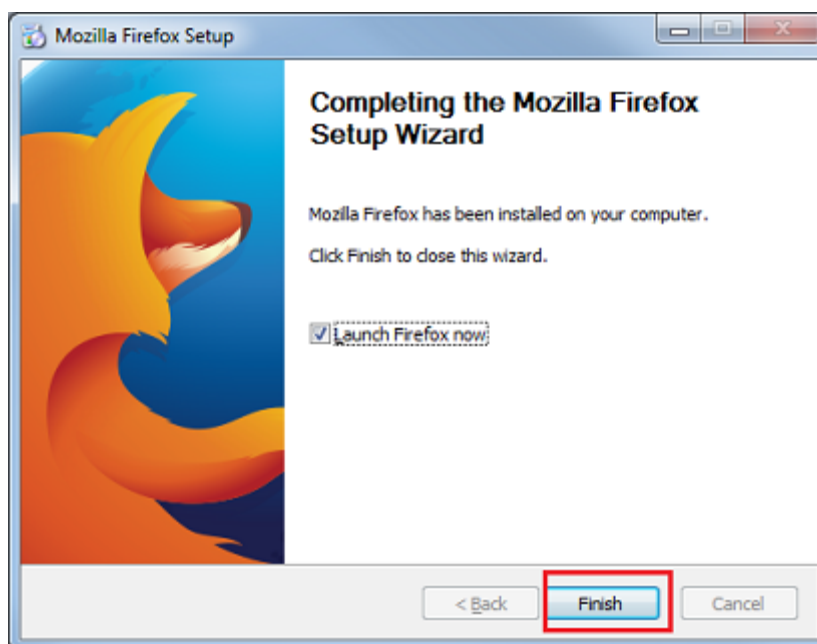 Mozilla Firefox Setup
Completing the Mozilla Firefox
Setup Wizard
Mozilla Firefox has been installed on your computer.
Click Finish to close this wizard.
Launch Firefox now
< Back
Finish
Cancel